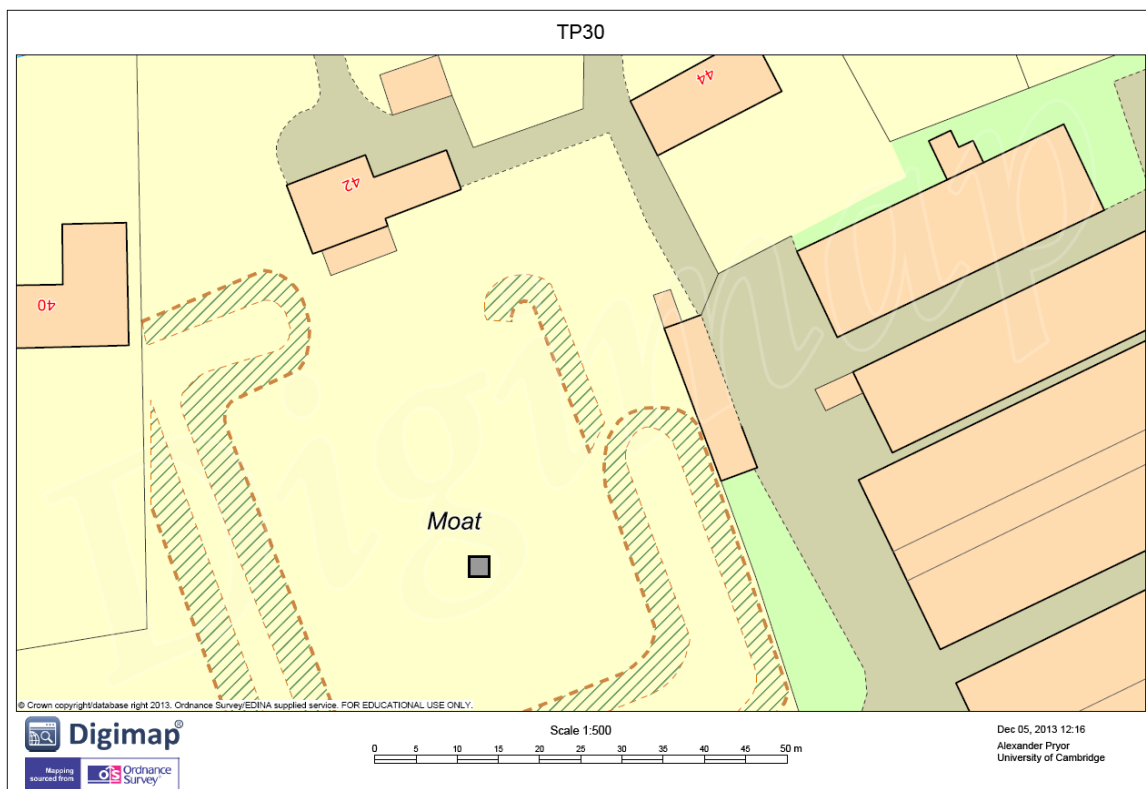 TP30
44
42
40
Moat
Digimap
© Crown copyright/database right 2013. Ordnance Survey/EDINA supplied service. FOR EDUCATIONAL USE ONLY.
Digimap®
Mapping
sourced from
OS Ordnance
Survey®
Scale 1:500
0 5 10 15 20 25 30 35 40 45 50 m
Dec 05, 2013 12:16
Alexander Pryor
University of Cambridge